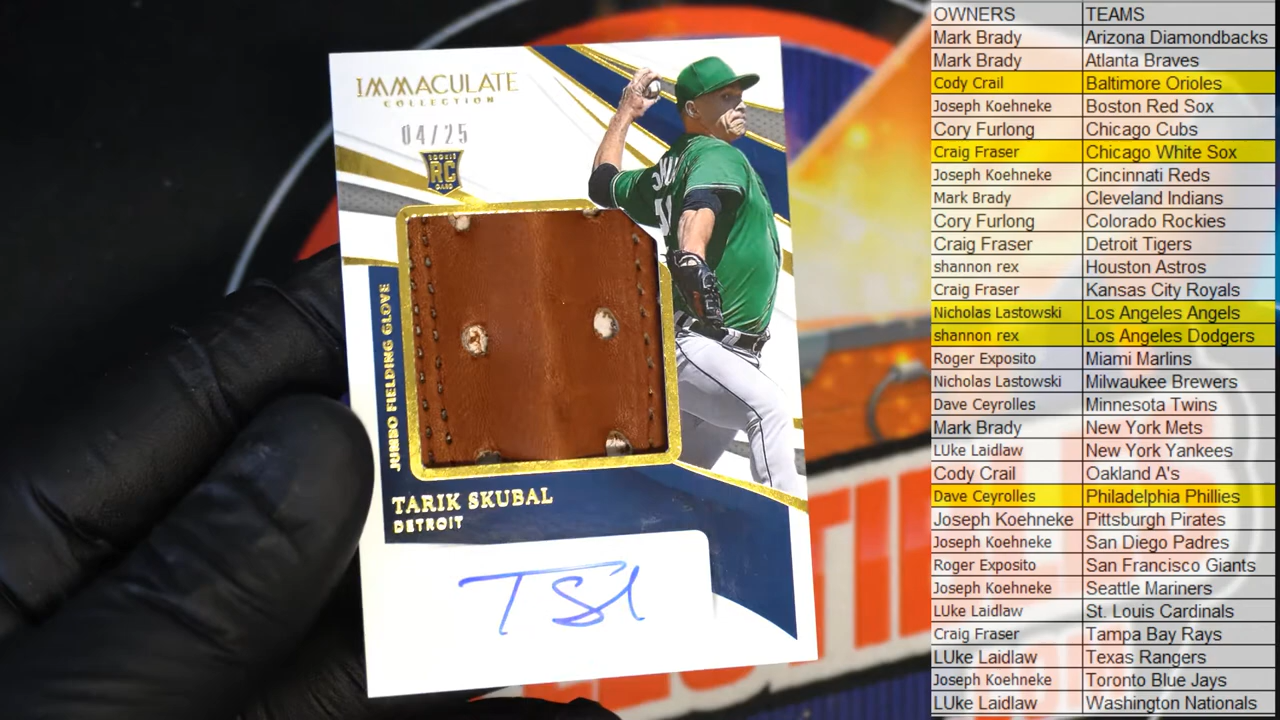 IMMACULATE
COLLECTION
04/25
RC
JUMBO FIELDING GLOVE
TARIK SKUBAL
DETROIT
OWNERS TEAMS
Mark Brady Arizona Diamondbacks
Mark Brady Atlanta Braves
Cody Crail Baltimore Orioles
Joseph Koehneke Boston Red Sox
Cory Furlong Chicago Cubs
Craig Fraser Chicago White Sox
Joseph Koehneke Cincinnati Reds
Mark Brady Cleveland Indians
Cory Furlong Colorado Rockies
Craig Fraser Detroit Tigers
shannon rex Houston Astros
Craig Fraser Kansas City Royals
Nicholas Lastowski Los Angeles Angels
shannon rex Los Angeles Dodgers
Roger Exposito Miami Marlins
Nicholas Lastowski Milwaukee Brewers
Dave Ceyrolles Minnesota Twins
Mark Brady New York Mets
LUke Laidlaw New York Yankees
Cody Crail Oakland A's
Dave Ceyrolles Philadelphia Phillies
Joseph Koehneke Pittsburgh Pirates
Joseph Koehneke San Diego Padres
Roger Exposito San Francisco Giants
Joseph Koehneke Seattle Mariners
LUke Laidlaw St. Louis Cardinals
Craig Fraser Tampa Bay Rays
LUke Laidlaw Texas Rangers
Joseph Koehneke Toronto Blue Jays
LUke Laidlaw Washington Nationals